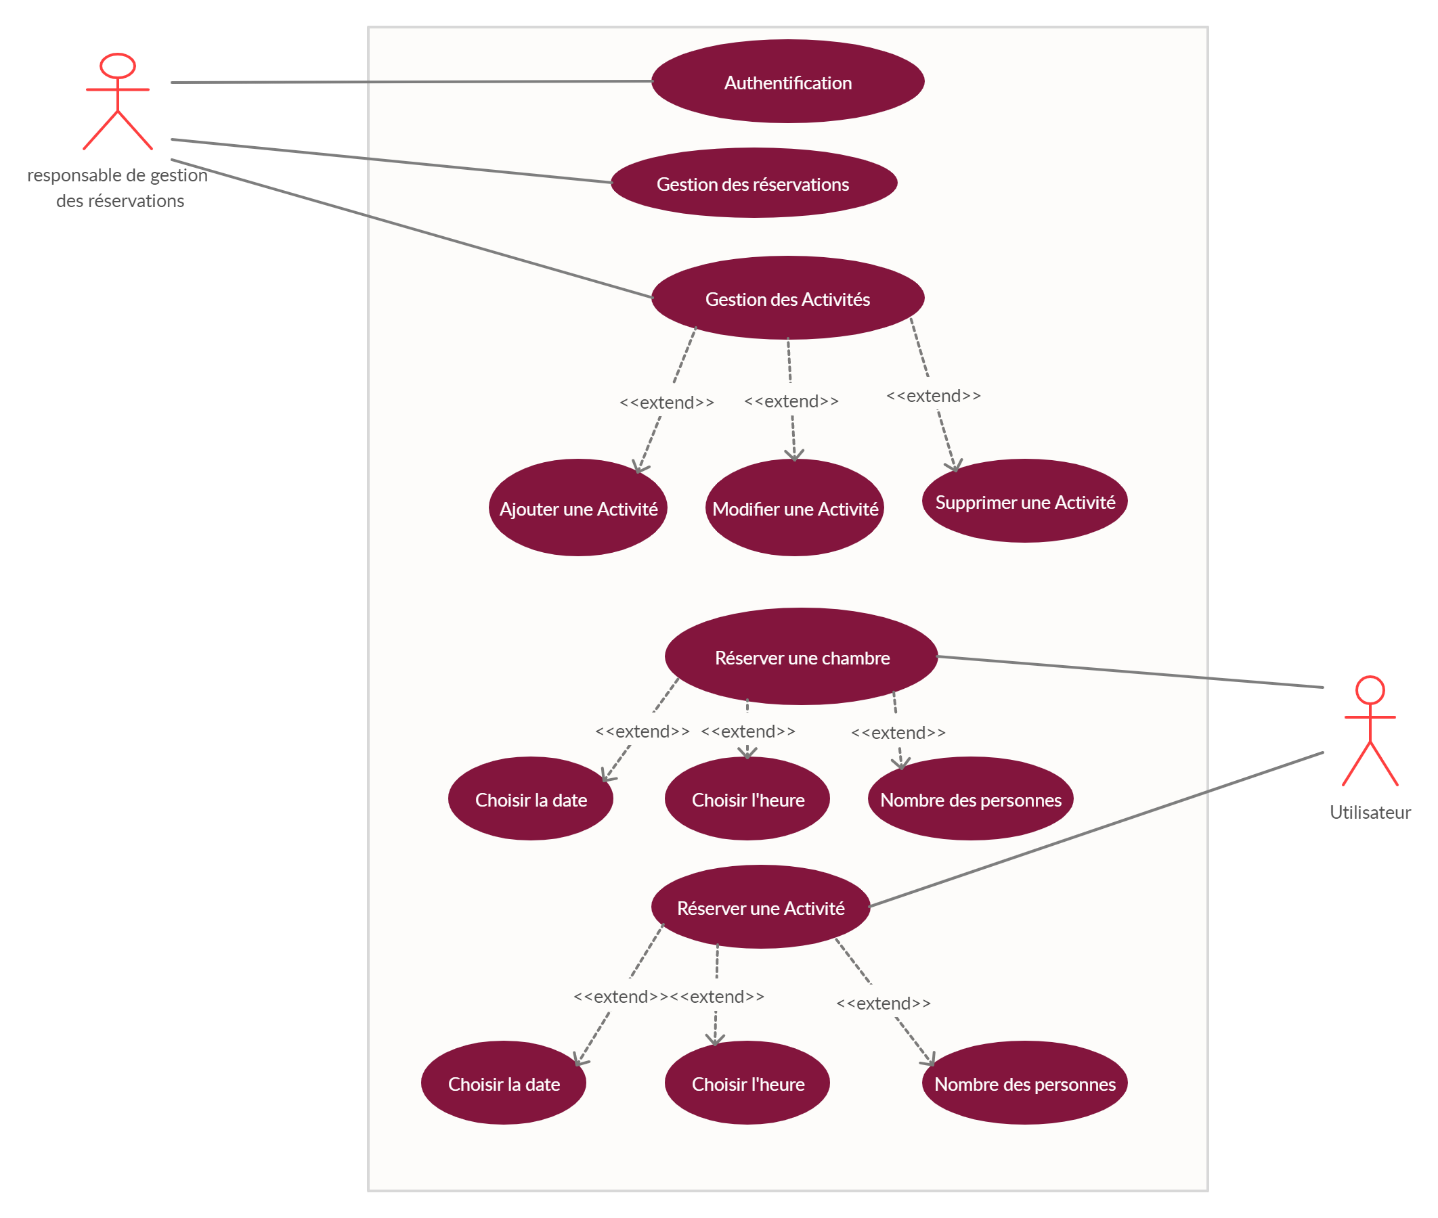 Authentification
responsable de gestion
des réservations
Gestion des réservations
Gestion des Activités
<<extend>>
<<extend>>
<<extend>>
Ajouter une Activité
Modifier une Activité
Supprimer une Activité
Réserver une chambre
<<extend>>
<<extend>>
<<extend>>
Choisir la date
Choisir l'heure
Nombre des personnes
Utilisateur
Réserver une Activité
<<extend>>
<<extend>>
<<extend>>
Choisir la date
Choisir l'heure
Nombre des personnes